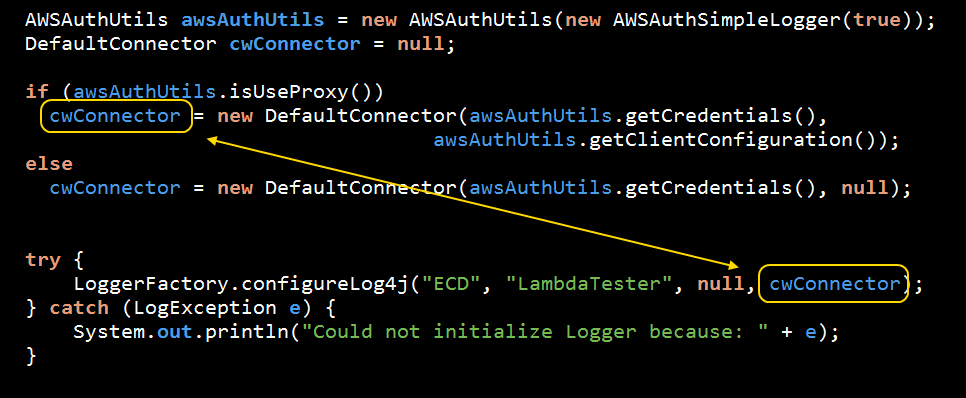 AWSAuthUtils awsAuthUtils = new AWSAuthUtils(new AWSAuthSimpleLogger(true));
DefaultConnector cwConnector = null;
if (awsAuthUtils.isUseProxy())
cwConnector = new DefaultConnector(awsAuthUtils.getCredentials(),
awsAuthUtils.getClientConfiguration());
else
cwConnector = new DefaultConnector(awsAuthUtils.getCredentials(), null);
try {
LoggerFactory.configureLog4j("ECD", "LambdaTester", null, cwConnector);
} catch (LogException e) {
System.out.println("Could not initialize Logger because: " + e);
}